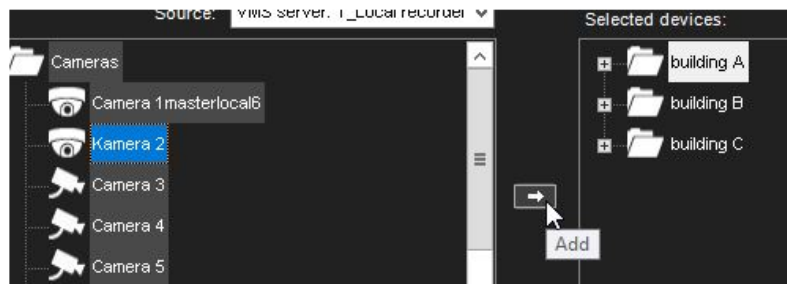 Source: VMS server: 1_Local recorder
Selected devices:
Cameras
Camera 1masterlocal6
Kamera 2
Camera 3
Camera 4
Camera 5
Add
building A
building B
building C